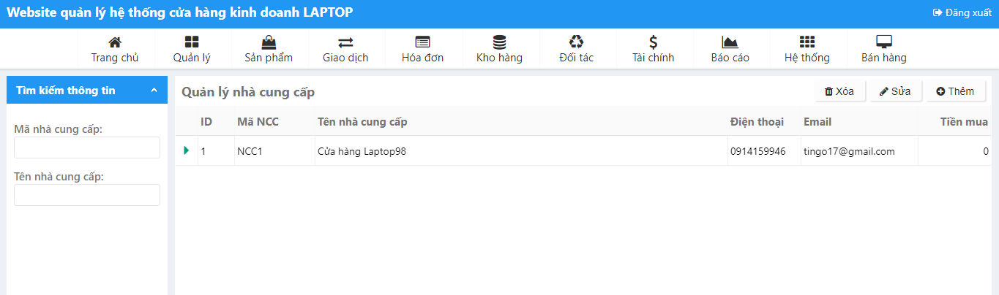 Website quản lý hệ thống cửa hàng kinh doanh LAPTOP
Đăng xuất
Trang chủ
Quản lý
Sản phẩm
Giao dịch
Hóa đơn
Kho hàng
Đối tác
Tài chính
Báo cáo
Hệ thống
Bán hàng
Tìm kiếm thông tin
Mã nhà cung cấp:
Tên nhà cung cấp:
Quản lý nhà cung cấp
Xóa
Sửa
Thêm
ID Mã NCC Tên nhà cung cấp Điện thoại Email Tiền mua
1 NCC1 Cửa hàng Laptop98 0914159946 tingo17@gmail.com 0